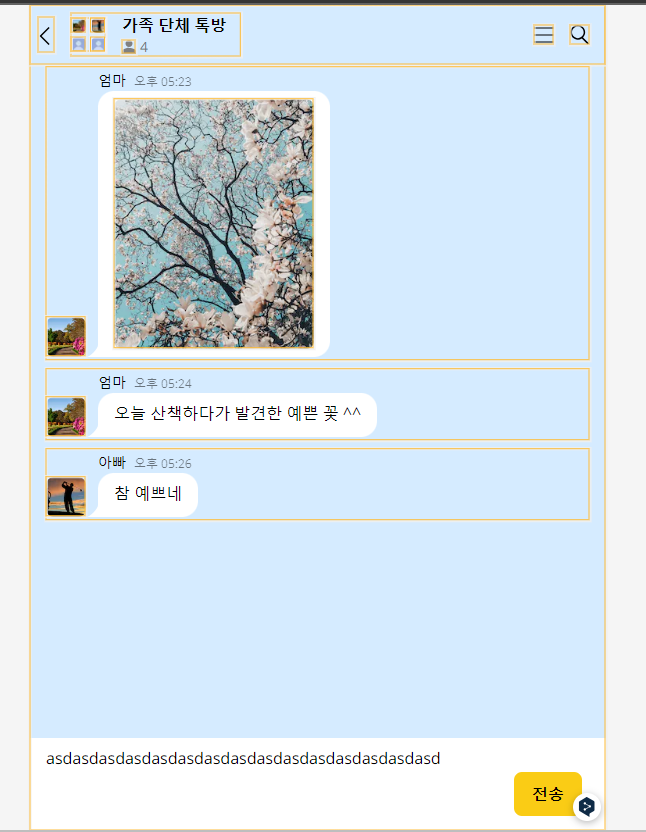 가족 단체 톡방
4
엄마 오후 05:23
엄마 오후 05:24
오늘 산책하다가 발견한 예쁜 꽃 ^^
아빠 오후 05:26
참 예쁘네
asdasdasdasdasdasdasdasdasdasdasdasdasdasdasd
전송